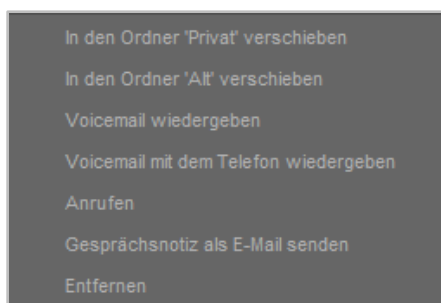 In den Ordner 'Privat' verschieben
In den Ordner 'Alt' verschieben
Voicemail wiedergeben
Voicemail mit dem Telefon wiedergeben
Anrufen
Gesprächsnotiz als E-Mail senden
Entfernen